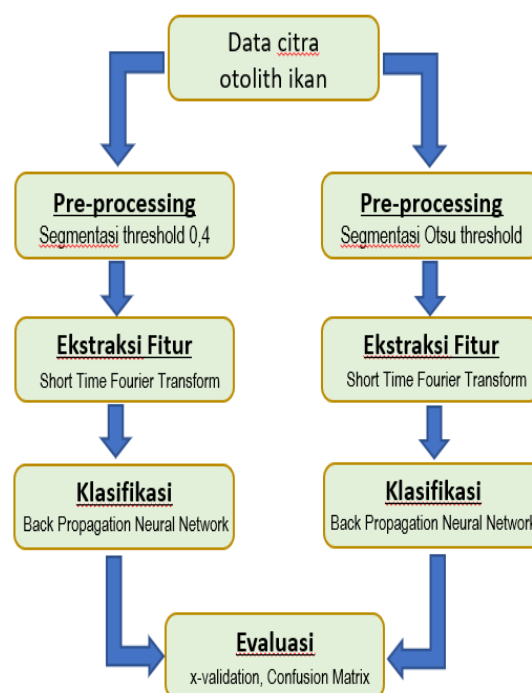 Data citra
otolith ikan
Pre-processing
Segmentasi threshold 0,4
Pre-processing
Segmentasi Otsu threshold
Ekstraksi Fitur
Short Time Fourier Transform
Ekstraksi Fitur
Short Time Fourier Transform
Klasifikasi
Back Propagation Neural Network
Klasifikasi
Back Propagation Neural Network
Evaluasi
x-validation, Confusion Matrix